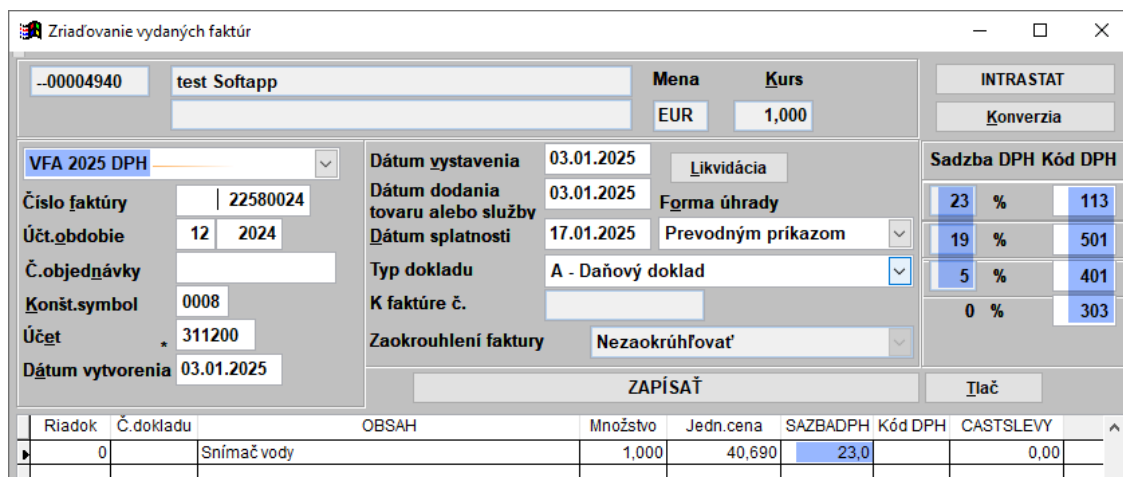 Zriaďovanie vydaných faktúr
--00004940 test Softapp Mena Kurs INTRASTAT
EUR 1,000 Konverzia
VFA 2025 DPH Dátum vystavenia 03.01.2025 Likvidácia Sadzba DPH Kód DPH
Číslo faktúry 22580024 Dátum dodania tovaru alebo služby 03.01.2025 Forma úhrady 23 % 113
Účt.obdobie 12 2024 Dátum splatnosti 17.01.2025 Prevodným príkazom 19 % 501
Č.objednávky Typ dokladu A - Daňový doklad 5 % 401
Konšt.symbol 0008 K faktúre č. 0 % 303
Účet * 311200 Zaokrouhlení faktury Nezaokrúhľovať
Dátum vytvorenia 03.01.2025
ZAPÍSAŤ Tlač
Riadok Č.dokladu OBSAH Množstvo Jedn.cena SAZBADPH Kód DPH CASTSLEVY
0 Snímač vody 1,000 40,690 23,0 0,00